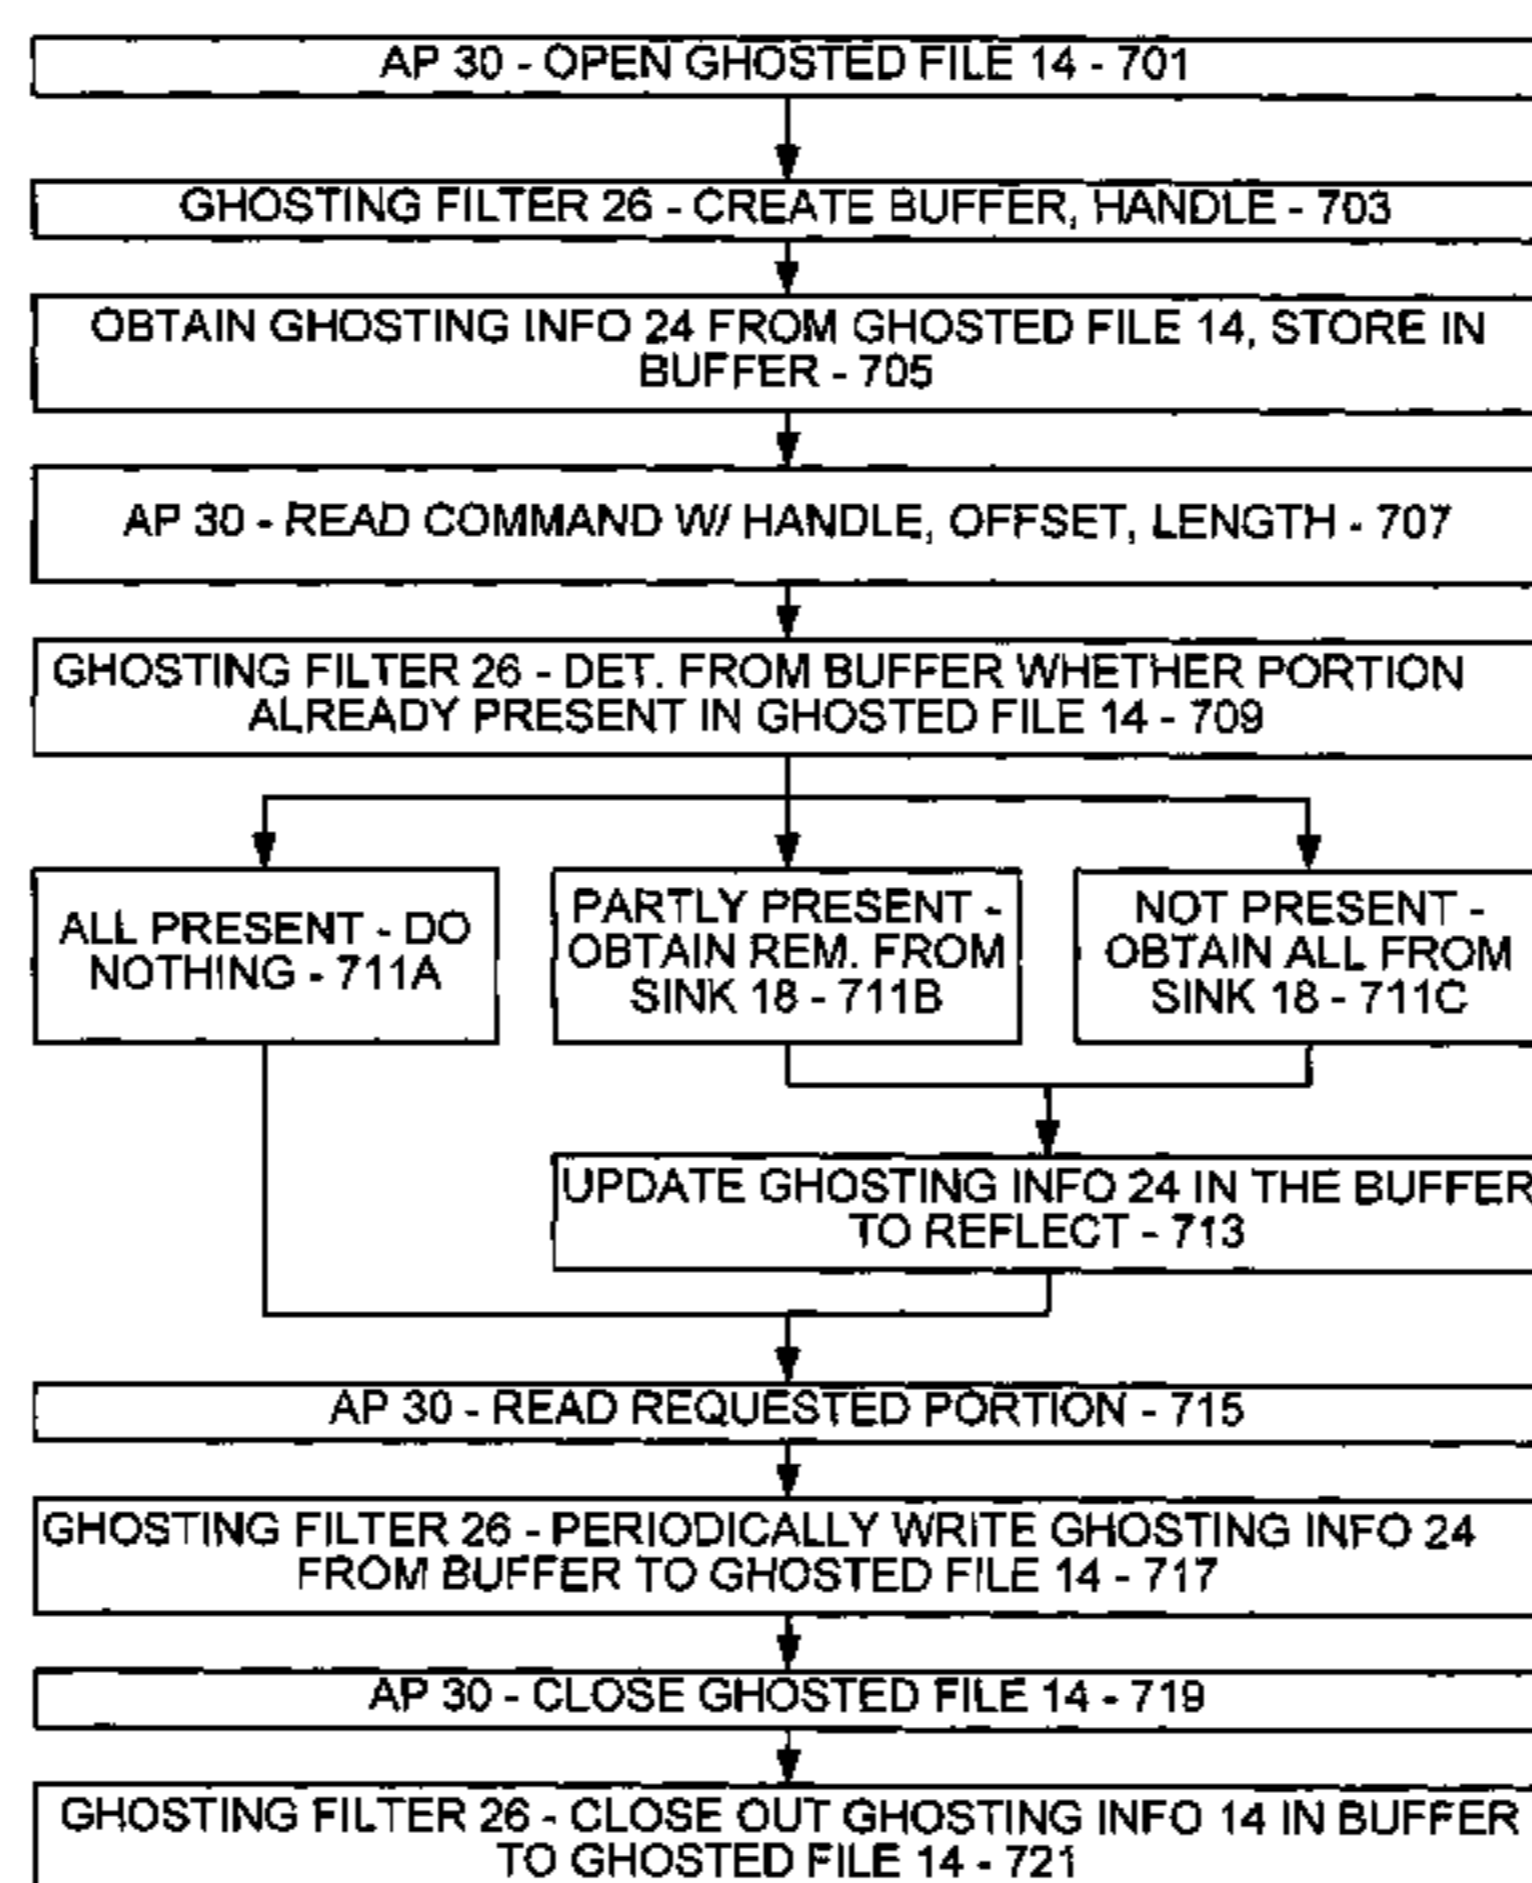 AP 30 - OPEN GHOSTED FILE 14 - 701
GHOSTING FILTER 26 - CREATE BUFFER, HANDLE - 703
OBTAIN GHOSTING INFO 24 FROM GHOSTED FILE 14, STORE IN
BUFFER - 705
AP 30 - READ COMMAND W/ HANDLE, OFFSET, LENGTH - 707
GHOSTING FILTER 26 - DET. FROM BUFFER WHETHER PORTION
ALREADY PRESENT IN GHOSTED FILE 14 - 709
ALL PRESENT - DO
NOTHING - 711A
PARTLY PRESENT -
OBTAIN REM. FROM
SINK 18 - 711B
NOT PRESENT -
OBTAIN ALL FROM
SINK 18 - 711C
UPDATE GHOSTING INFO 24 IN THE BUFFER
TO REFLECT - 713
AP 30 - READ REQUESTED PORTION - 715
GHOSTING FILTER 26 - PERIODICALLY WRITE GHOSTING INFO 24
FROM BUFFER TO GHOSTED FILE 14 - 717
AP 30 - CLOSE GHOSTED FILE 14 - 719
GHOSTING FILTER 26 - CLOSE OUT GHOSTING INFO 14 IN BUFFER
TO GHOSTED FILE 14 - 721